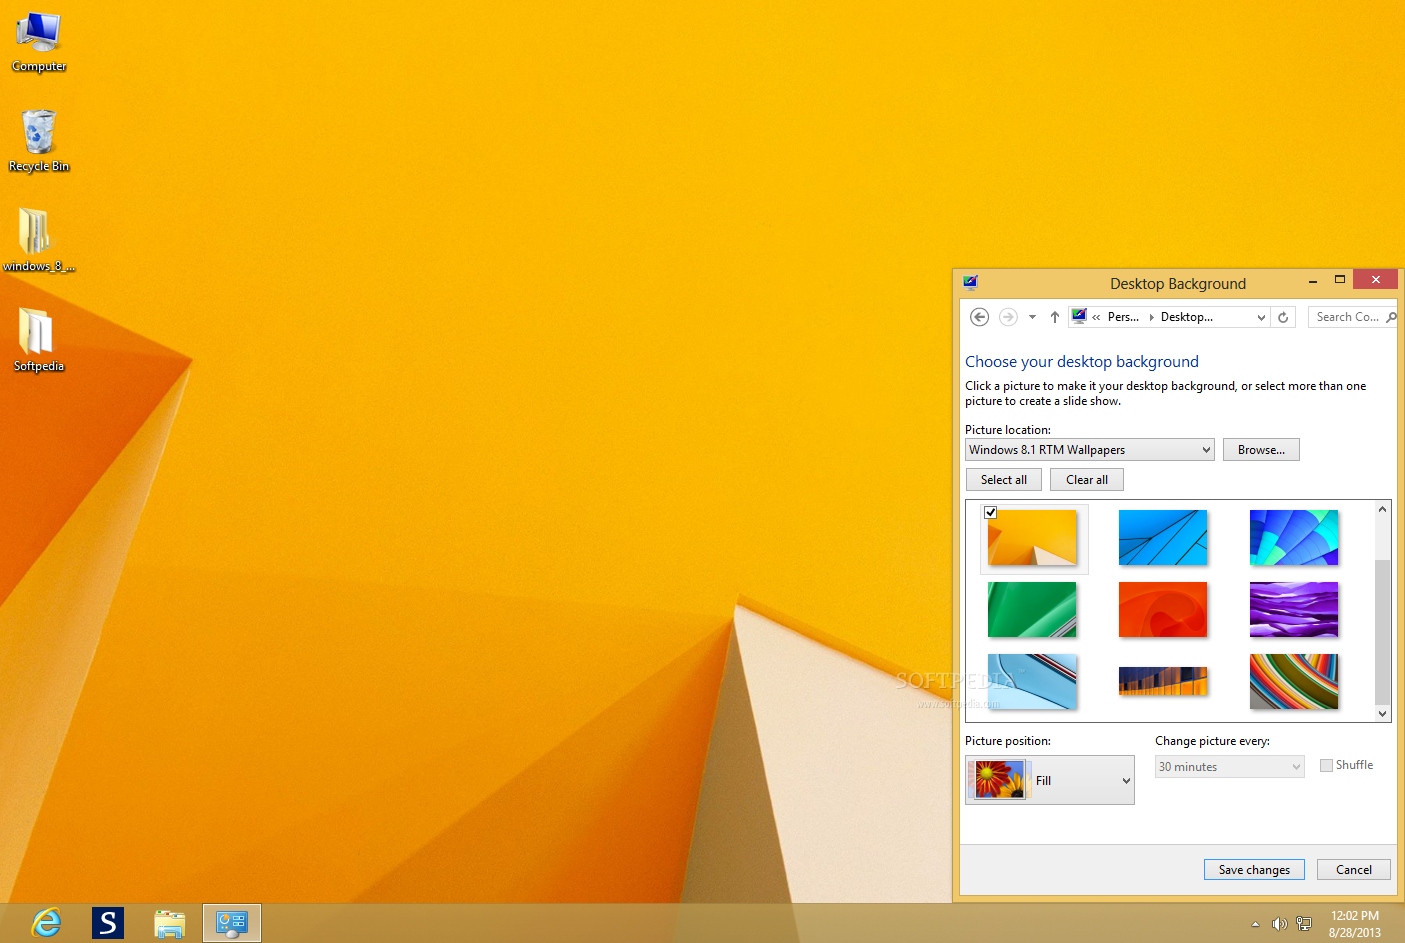 Computer
Recycle Bin
windows_8_...
Softpedia
Desktop Background
« Pers... Desktop...
Search Co...
Choose your desktop background
Click a picture to make it your desktop background, or select more than one
picture to create a slide show.
Picture location:
Windows 8.1 RTM Wallpapers
Browse...
Select all
Clear all
SOFTPEDIA
www.softpedia.com
Picture position:
Change picture every:
Fill
30 minutes
Shuffle
Save changes
Cancel
S
12:02 PM
8/28/2013